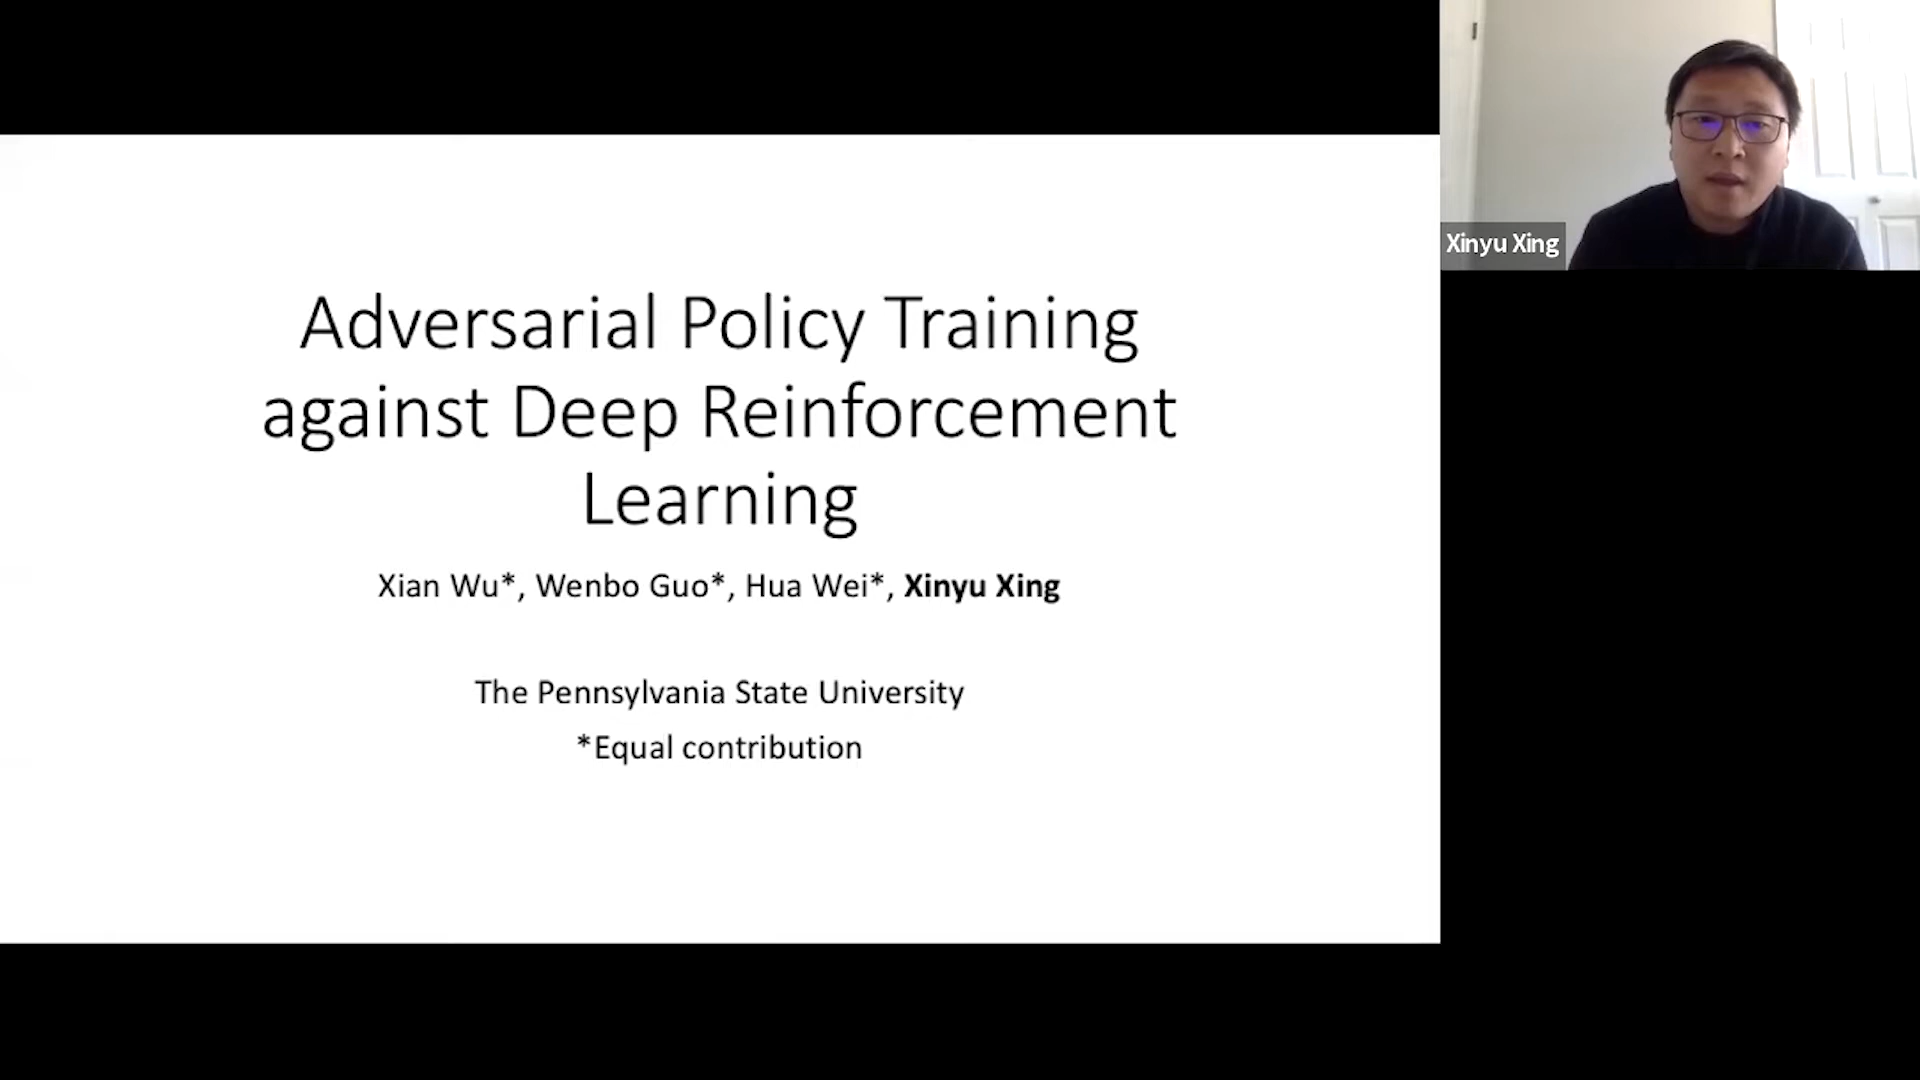 Adversarial Policy Training
against Deep Reinforcement
Learning
Xian Wu*, Wenbo Guo*, Hua Wei*, Xinyu Xing
The Pennsylvania State University
*Equal contribution
Xinyu Xing